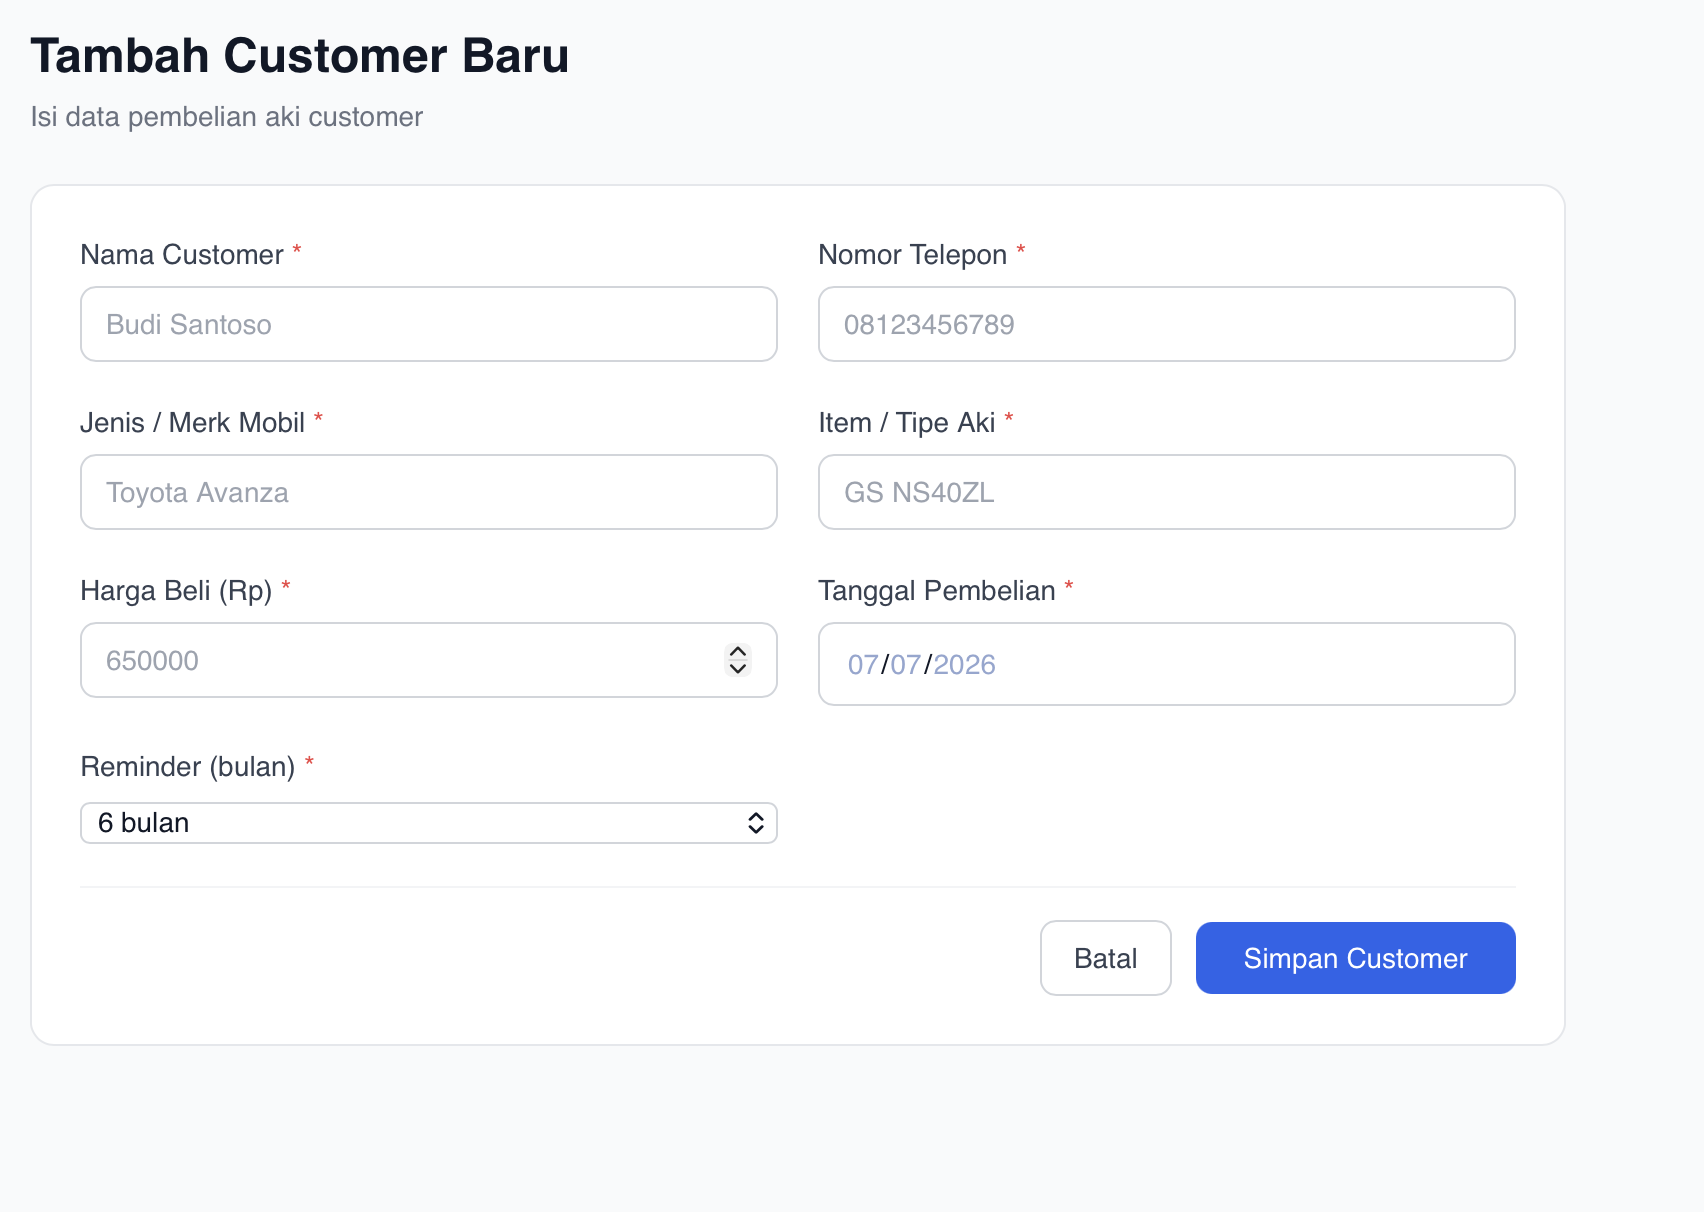 Tambah Customer Baru
Isi data pembelian aki customer
Nama Customer *
Nomor Telepon *
Budi Santoso
08123456789
Jenis / Merk Mobil *
Item / Tipe Aki *
Toyota Avanza
GS NS40ZL
Harga Beli (Rp) *
Tanggal Pembelian *
650000
07/07/2026
Reminder (bulan) *
6 bulan
Batal
Simpan Customer